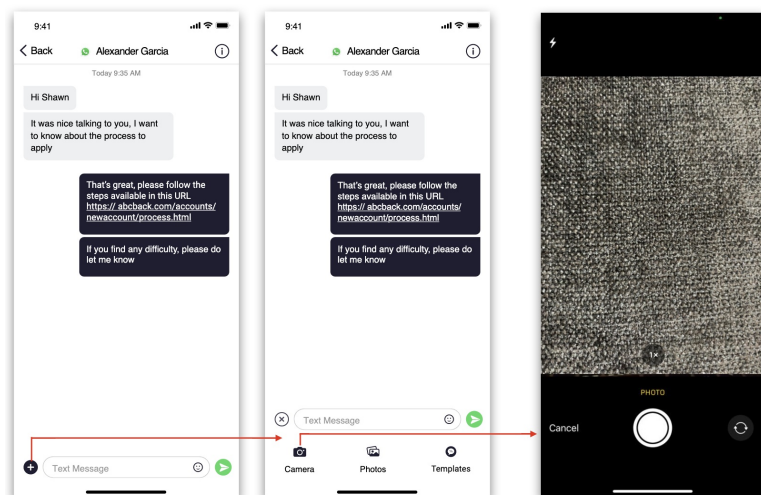 9:41
Back
Alexander Garcia
Today 9:35 AM
Hi Shawn
It was nice talking to you, I want
to know about the process to
apply
That's great, please follow the
steps available in this URL
https:// abcback.com/accounts/
newaccount/process.html
If you find any difficulty, please do
let me know
Text Message
9:41
Back
Alexander Garcia
Today 9:35 AM
Hi Shawn
It was nice talking to you, I want
to know about the process to
apply
That's great, please follow the
steps available in this URL
https:// abcback.com/accounts/
newaccount/process.html
If you find any difficulty, please do
let me know
Text Message
Camera
Photos
Templates
1×
PHOTO
Cancel